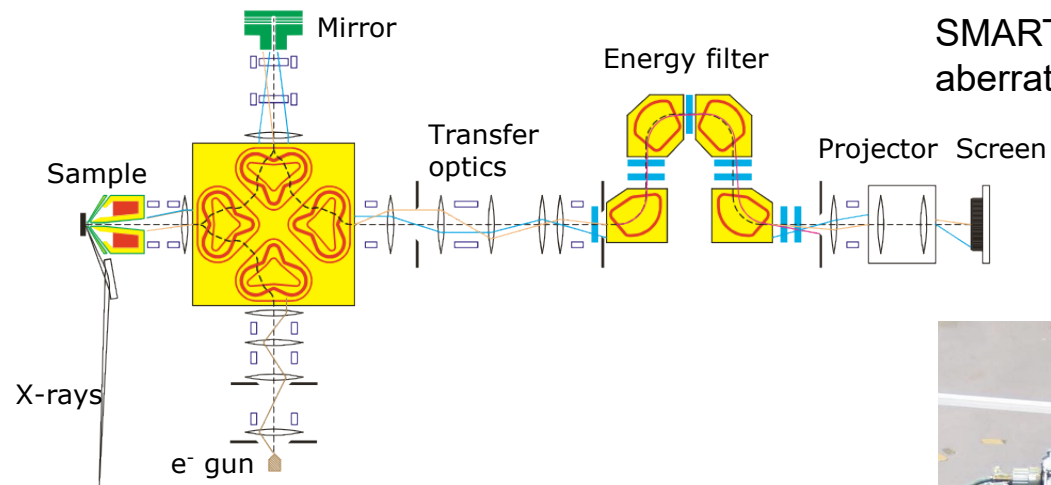 Mirror
SMART
aberrat
Energy filter
Transfer
optics
Projector
Screen
Sample
X-rays
e⁻ gun